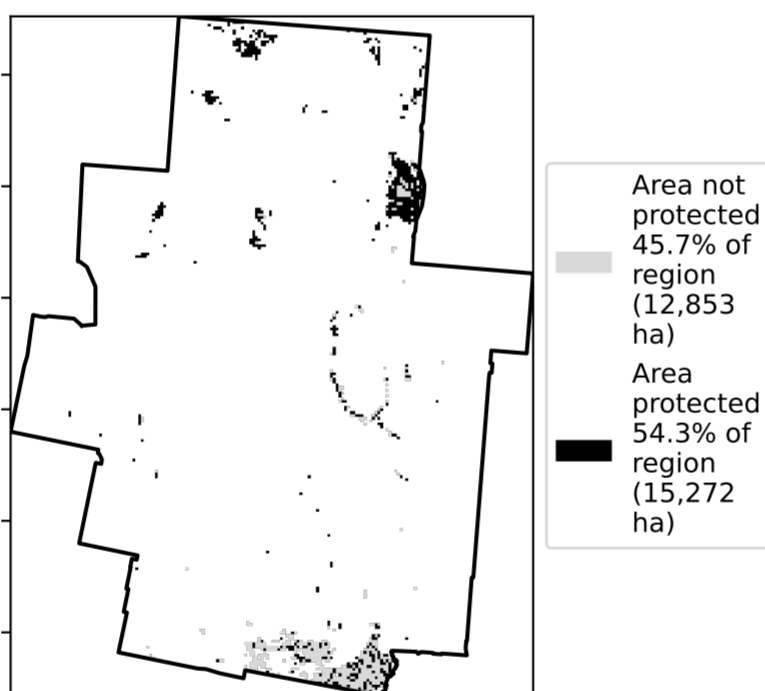 Area not
protected
45.7% of
region
(12,853
ha)
Area
protected
54.3% of
region
(15,272
ha)